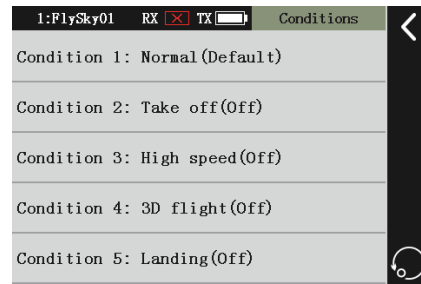 1:FlySky01 RX TX Conditions
Condition 1: Normal(Default)
Condition 2: Take off(Off)
Condition 3: High speed(Off)
Condition 4: 3D flight(Off)
Condition 5: Landing(Off)